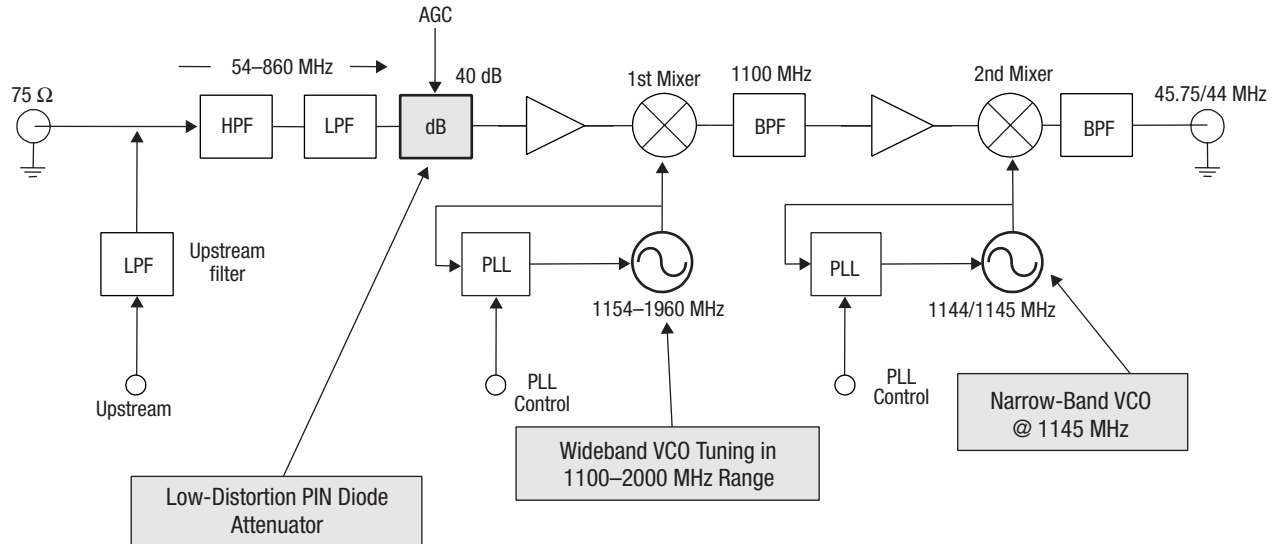 AGC
54–860 MHz
40 dB
1st Mixer
1100 MHz
2nd Mixer
45.75/44 MHz
75 Ω
HPF
LPF
dB
BPF
BPF
LPF
Upstream
filter
PLL
PLL
1154–1960 MHz
1144/1145 MHz
Upstream
PLL
Control
PLL
Control
Narrow-Band VCO
@ 1145 MHz
Wideband VCO Tuning in
1100–2000 MHz Range
Low-Distortion PIN Diode
Attenuator